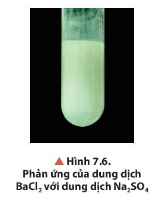 ▲ Hình 7.6.
Phản ứng của dung dịch
BaCl₂ với dung dịch Na₂SO₄